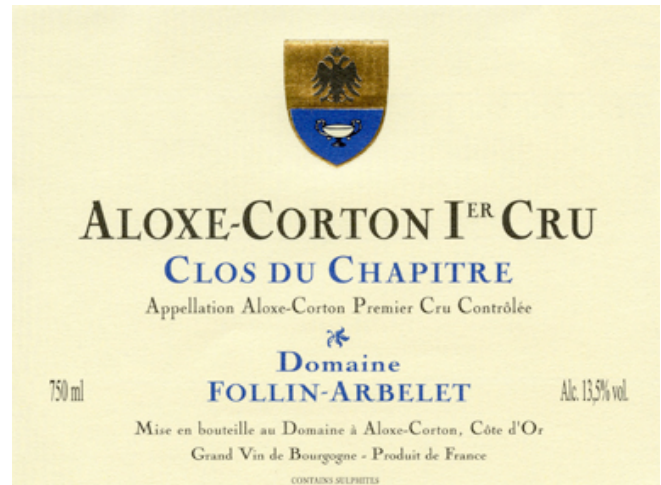 ALOXE-CORTON IER CRU
CLOS DU CHAPITRE
Appellation Aloxe-Corton Premier Cru Contrôlée
Domaine
750 ml FOLLIN-ARBELET Alc. 13,5% vol.
Mise en bouteille au Domaine à Aloxe-Corton, Côte d'Or
Grand Vin de Bourgogne - Produit de France
CONTAINS SULPHITES